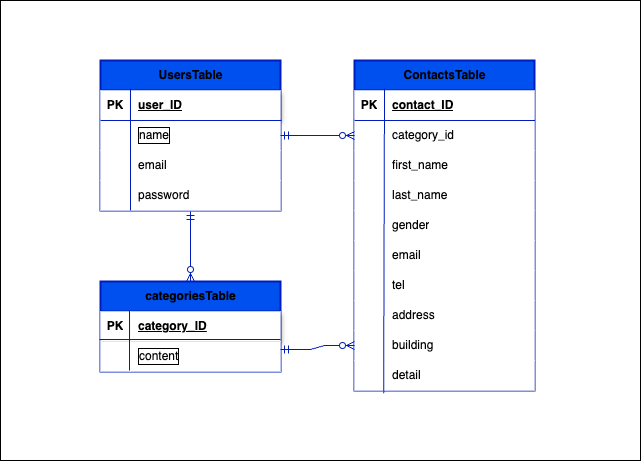 UsersTable
PK user_ID
name
email
password
ContactsTable
PK contact_ID
category_id
first_name
last_name
gender
email
tel
address
building
detail
categoriesTable
PK category_ID
content